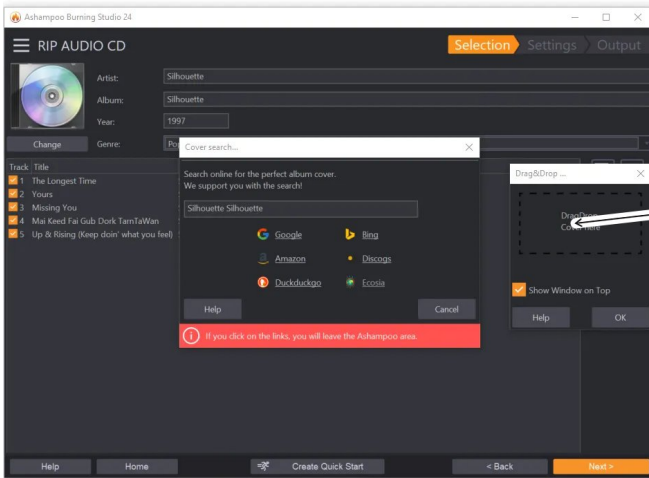 Ashampoo Burning Studio 24
RIP AUDIO CD
Selection Settings Output
Artist: Silhouette
Album: Silhouette
Year: 1997
Change Genre: Po
Track Title
1 The Longest Time
2 Yours
3 Missing You
4 Mai Keed Fai Gub Dork TarnTaWan
5 Up & Rising (Keep doin' what you feel)
Cover search...
Search online for the perfect album cover.
We support you with the search!
Silhouette Silhouette
Google Bing
Amazon Discogs
Duckduckgo Ecosia
Help Cancel
If you click on the links, you will leave the Ashampoo area.
Drag&Drop ...
Drag
here
Show Window on Top
Help OK
Help Home Create Quick Start < Back Next >